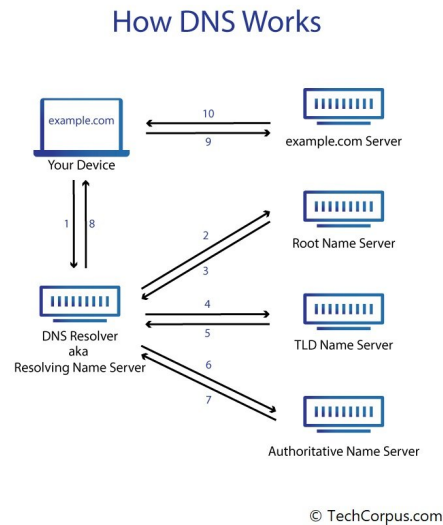 How DNS Works
example.com
Your Device
10
9
example.com Server
1
8
2
3
Root Name Server
DNS Resolver
aka
Resolving Name Server
4
5
TLD Name Server
6
7
Authoritative Name Server
© TechCorpus.com